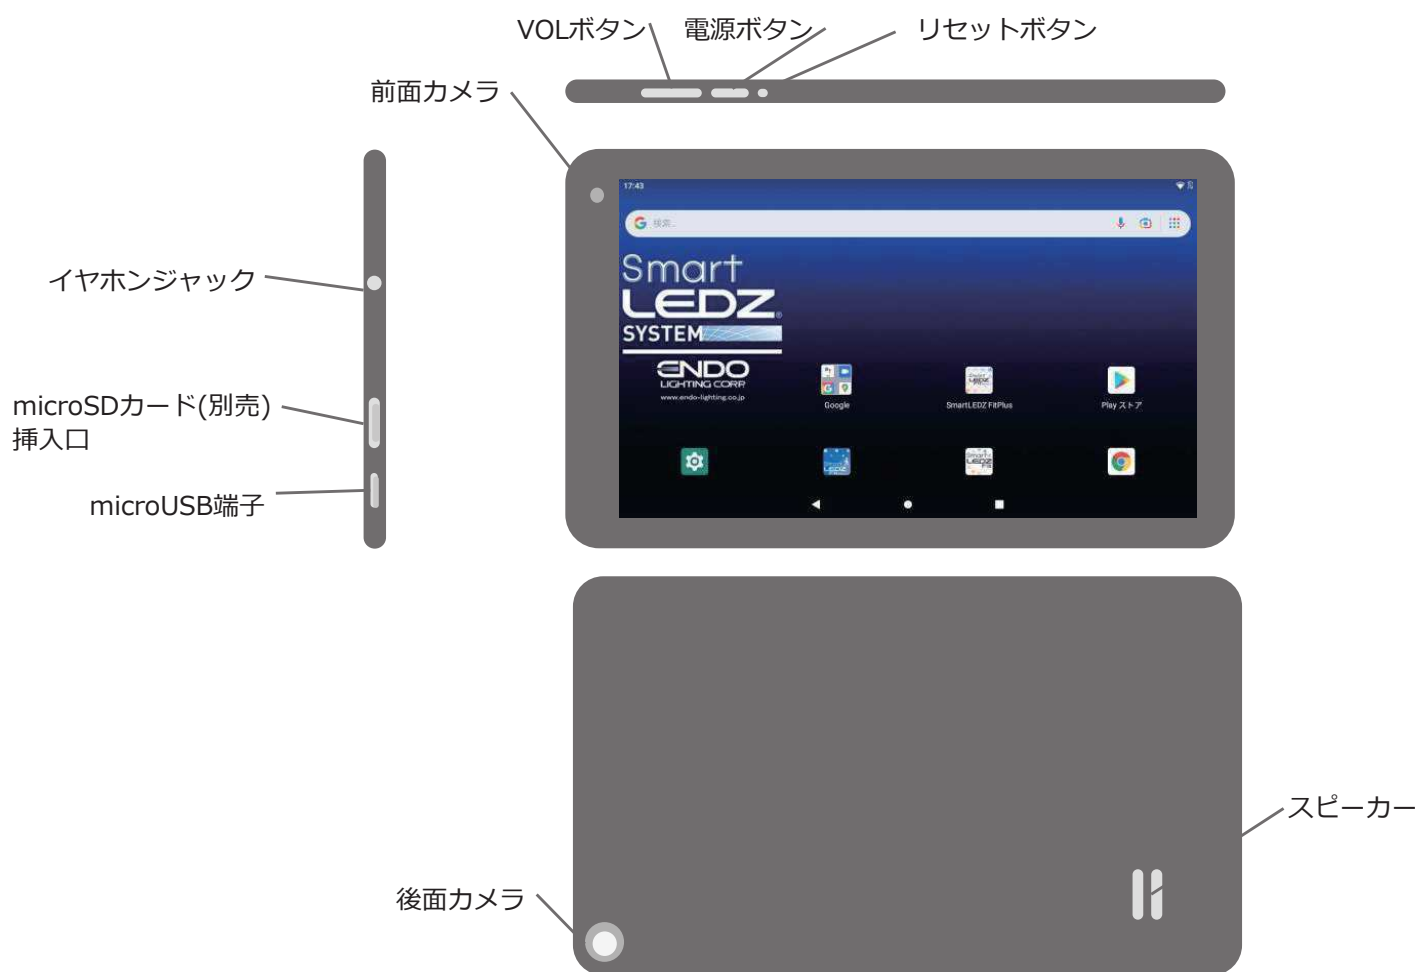 VOLボタン
電源ボタン
リセットボタン
前面カメラ
イヤホンジャック
microSDカード(別売)
挿入口
microUSB端子
17:43
検索...
Smart
LEDZ®
SYSTEM
ENDO
LIGHTING CORP.
www.endo-lighting.co.jp
Google
SmartLEDZ FitPlus
Play ストア
スピーカー
後面カメラ